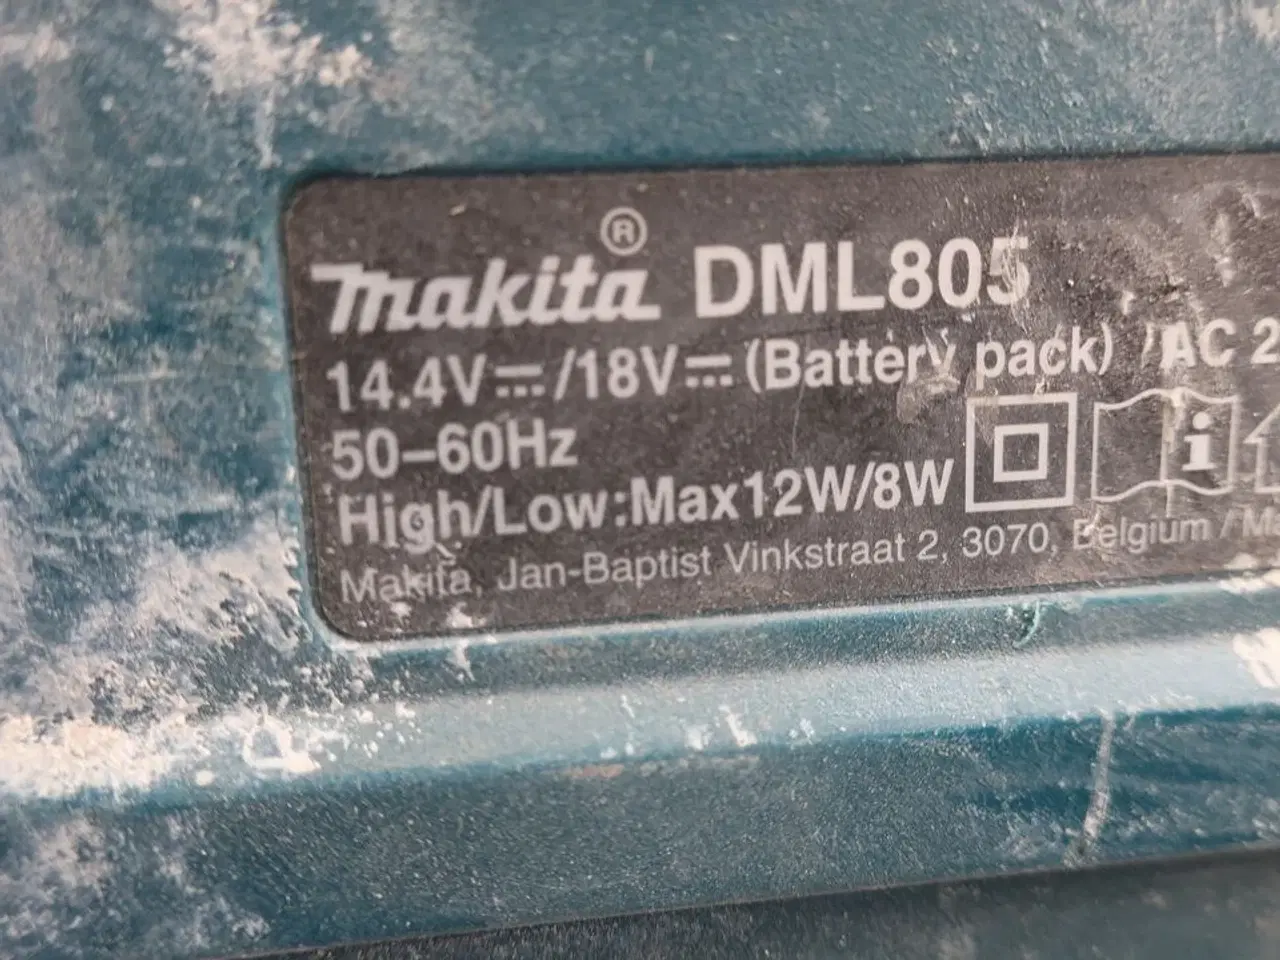 makita® DML805
14.4V⎓/18V⎓(Battery pack) /AC 2
50–60Hz
High/Low:Max12W/8W
Makita, Jan-Baptist Vinkstraat 2, 3070, Belgium / Ma